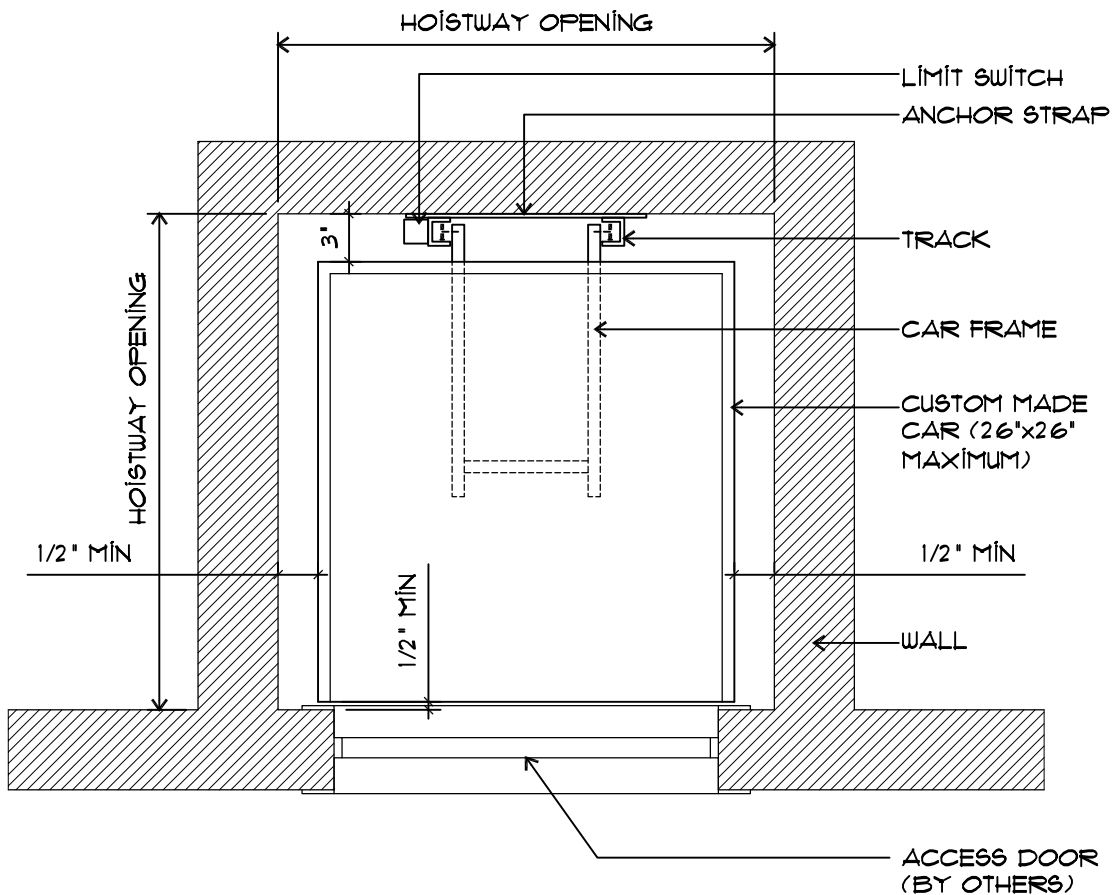 HOISTWAY OPENING
LIMIT SWITCH
ANCHOR STRAP
3"
TRACK
HOISTWAY OPENING
CAR FRAME
CUSTOM MADE
CAR (26"x26"
MAXIMUM)
1/2" MIN
1/2" MIN
1/2" MIN
WALL
ACCESS DOOR
(BY OTHERS)